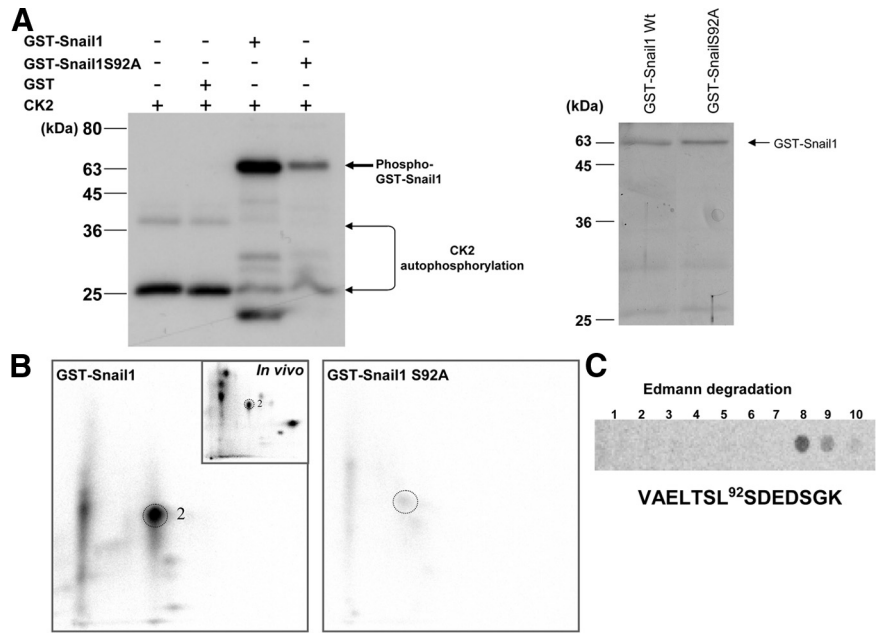 A
GST-Snail1 - - + -
GST-Snail1S92A - - - +
GST - + - -
CK2 + + + +
(kDa) 80
63
45
36
25
Phospho-
GST-Snail1
CK2
autophosphorylation
GST-Snail1 Wt
GST-SnailS92A
(kDa)
63
45
36
25
GST-Snail1
B
GST-Snail1
In vivo
2
2
GST-Snail1 S92A
C
Edmann degradation
1 2 3 4 5 6 7 8 9 10
VAELTSL⁹²SDEDSGK